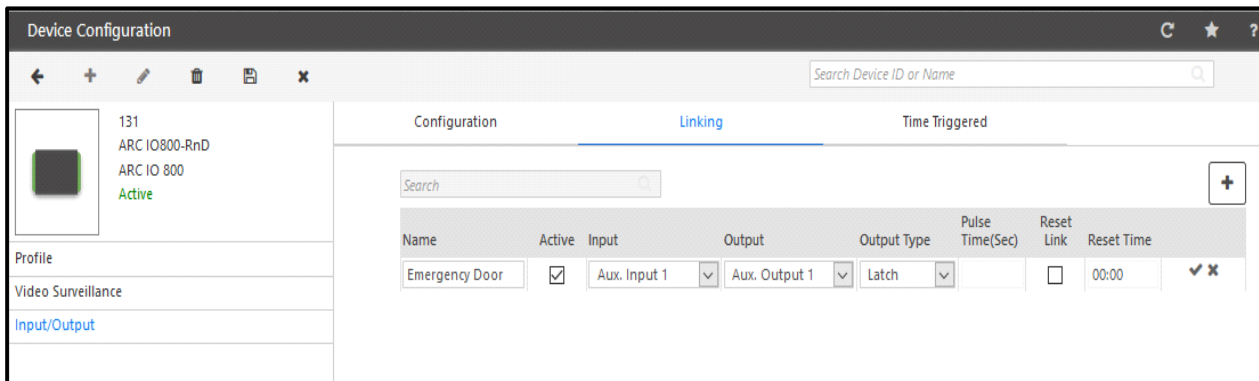 Device Configuration
?
Search Device ID or Name
131
ARC IO800-RnD
ARC IO 800
Active
Profile
Video Surveillance
Input/Output
Configuration Linking Time Triggered
Search
Name Active Input Output Output Type Pulse Time(Sec) Reset Link Reset Time
Emergency Door Aux. Input 1 Aux. Output 1 Latch 00:00